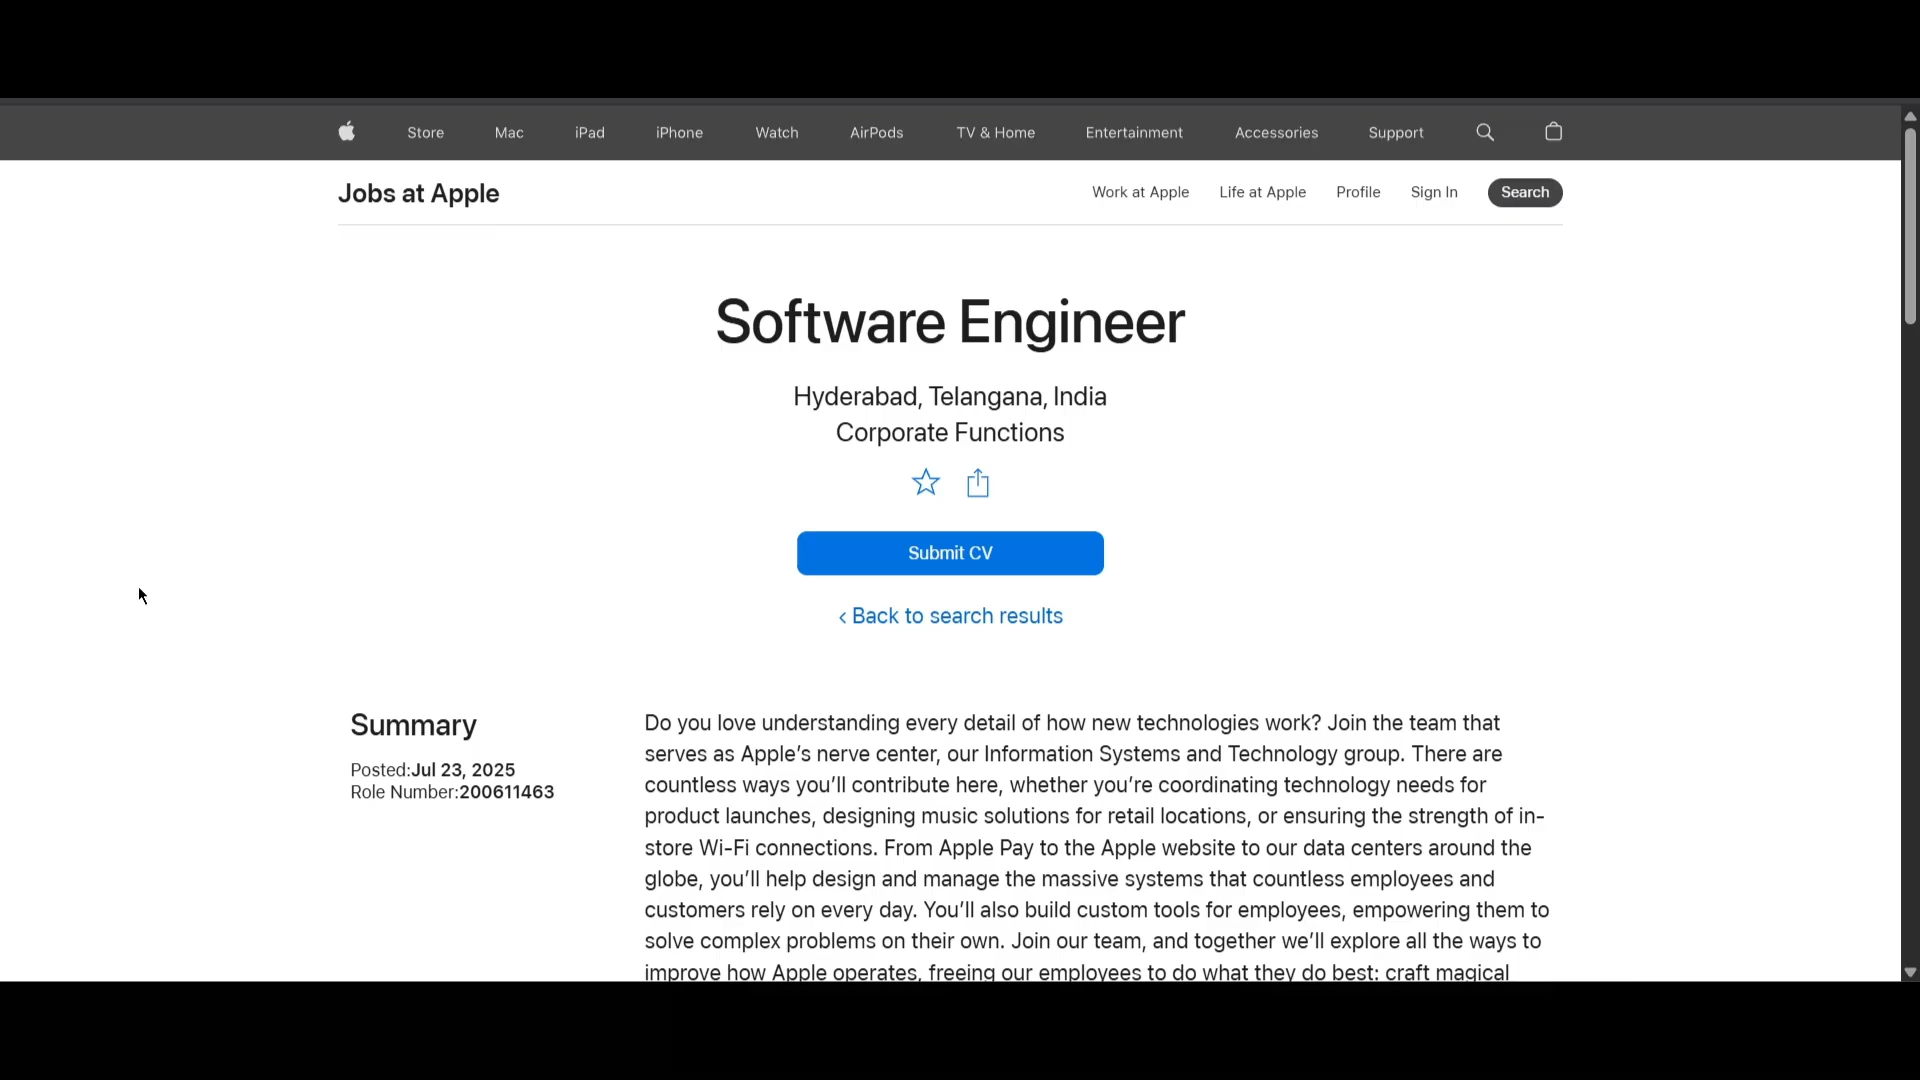 Store Mac iPad iPhone Watch AirPods TV & Home Entertainment Accessories Support
Jobs at Apple
Work at Apple Life at Apple Profile Sign In Search
Software Engineer
Hyderabad, Telangana, India
Corporate Functions
Submit CV
‹ Back to search results
Summary
Posted:Jul 23, 2025
Role Number:200611463
Do you love understanding every detail of how new technologies work? Join the team that
serves as Apple’s nerve center, our Information Systems and Technology group. There are
countless ways you’ll contribute here, whether you’re coordinating technology needs for
product launches, designing music solutions for retail locations, or ensuring the strength of in-
store Wi-Fi connections. From Apple Pay to the Apple website to our data centers around the
globe, you’ll help design and manage the massive systems that countless employees and
customers rely on every day. You’ll also build custom tools for employees, empowering them to
solve complex problems on their own. Join our team, and together we’ll explore all the ways to
improve how Apple operates, freeing our employees to do what they do best: craft magical